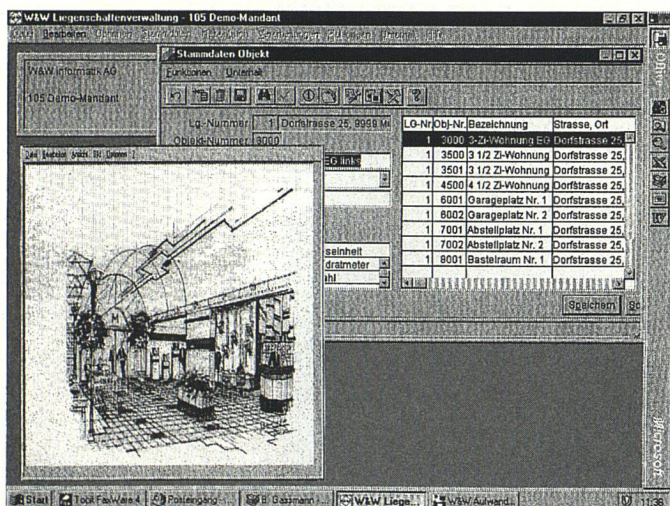 W&W Liegenschaftenverwaltung - 105 Demo-Mandant
Bearbeiten
W&W Informatik AG
105 Demo-Mandant
Stammdaten Objekt
Funktionen Unterhalt
Lg.-Nummer 1 Dorfstrasse 25, 9999 M
Objekt-Nummer 3000
EG links
seinheit
dratmeter
ahl
LG-Nr Obj-Nr. Bezeichnung Strasse, Ort
1 3000 3-Zi-Wohnung EG Dorfstrasse 25,
1 3500 3 1/2 Zi-Wohnung Dorfstrasse 25,
1 3501 3 1/2 Zi-Wohnung Dorfstrasse 25,
1 4500 4 1/2 Zi-Wohnung Dorfstrasse 25,
1 6001 Garageplatz Nr. 1 Dorfstrasse 25,
1 6002 Garageplatz Nr. 2 Dorfstrasse 25,
1 7001 Abstellplatz Nr. 1 Dorfstrasse 25,
1 7002 Abstellplatz Nr. 2 Dorfstrasse 25,
1 8001 Bastelraum Nr. 1 Dorfstrasse 25,
Speichern
Microsoft
Start Tobit FaxWare 4 Posteingang -... B. Gassmann W&W Liege... W&W Aufwand... 11:38